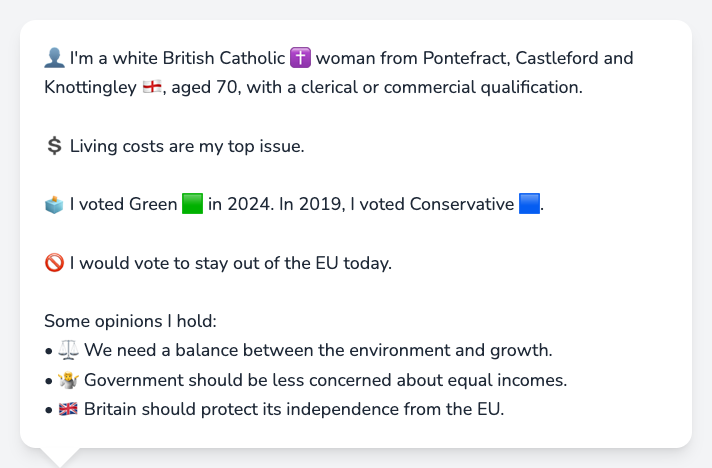 👤 I'm a white British Catholic ✝️ woman from Pontefract, Castleford and
Knottingley 🏴󠁧󠁢󠁥󠁮󠁧󠁿, aged 70, with a clerical or commercial qualification.
💲 Living costs are my top issue.
🗳️ I voted Green 🟩 in 2024. In 2019, I voted Conservative 🟦.
🚫 I would vote to stay out of the EU today.
Some opinions I hold:
• ⚖️ We need a balance between the environment and growth.
• 🤷 Government should be less concerned about equal incomes.
• 🇬🇧 Britain should protect its independence from the EU.